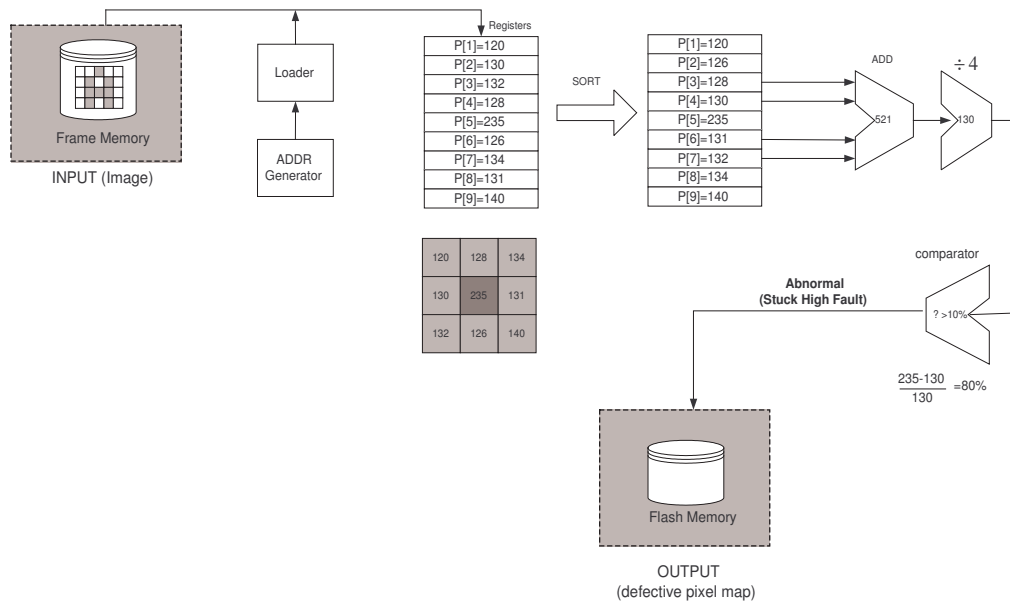 Frame Memory
INPUT (Image)
Loader
ADDR
Generator
Registers
P[1]=120
P[2]=130
P[3]=132
P[4]=128
P[5]=235
P[6]=126
P[7]=134
P[8]=131
P[9]=140
SORT
P[1]=120
P[2]=126
P[3]=128
P[4]=130
P[5]=235
P[6]=131
P[7]=132
P[8]=134
P[9]=140
ADD
521
÷4
130
120 128 134
130 235 131
132 126 140
comparator
? >10%
235-130
130
=80%
Abnormal
(Stuck High Fault)
Flash Memory
OUTPUT
(defective pixel map)